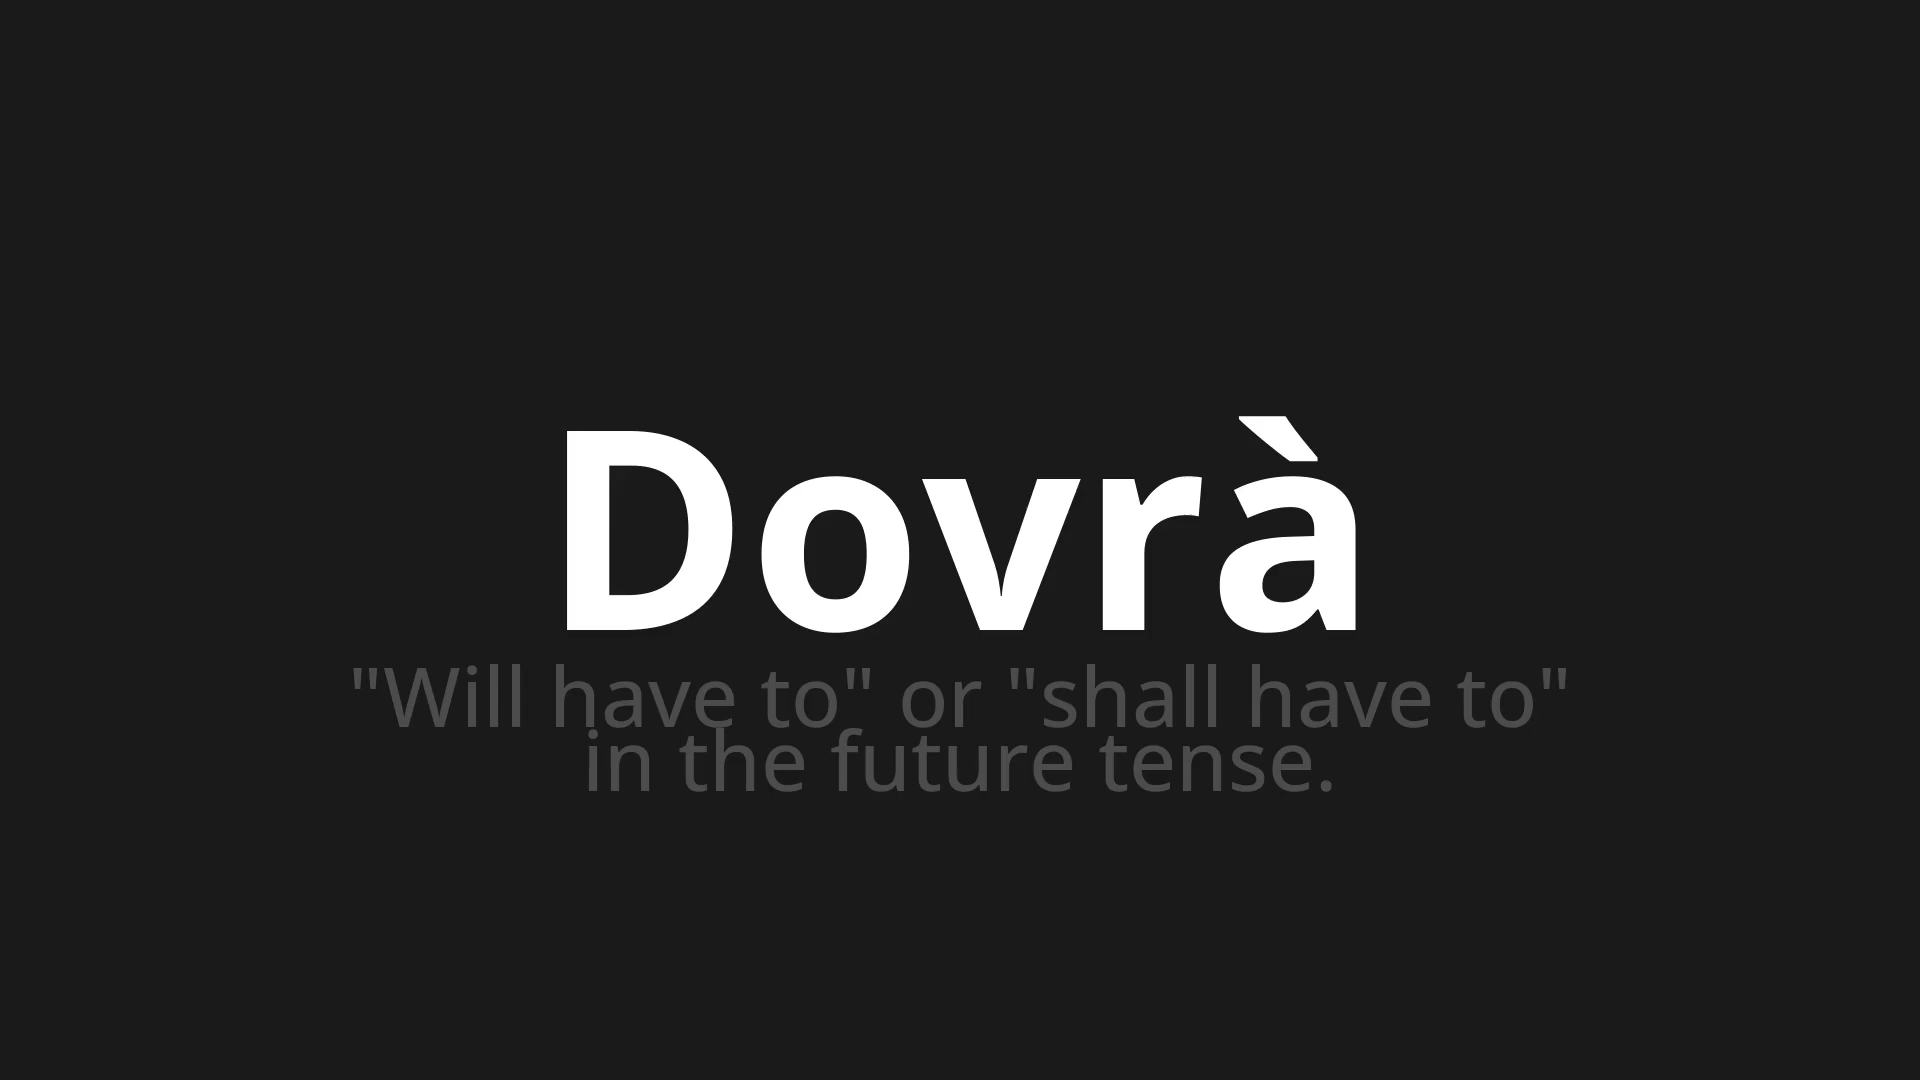 Dovrà
"Will have to" or "shall have to"
in the future tense.